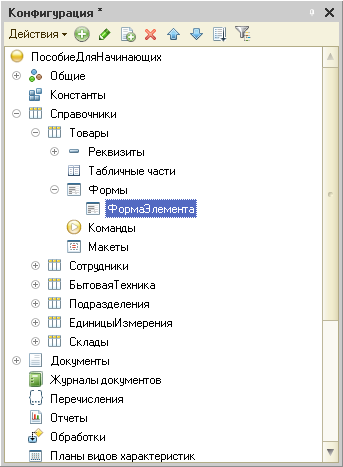 Конфигурация *
Действия
ПособиеДляНачинающих
Общие
Константы
Справочники
Товары
Реквизиты
Табличные части
Формы
ФормаЭлемента
Команды
Макеты
Сотрудники
БытоваяТехника
Подразделения
ЕдиницыИзмерения
Склады
Документы
Журналы документов
Перечисления
Отчеты
Обработки
Планы видов характеристик